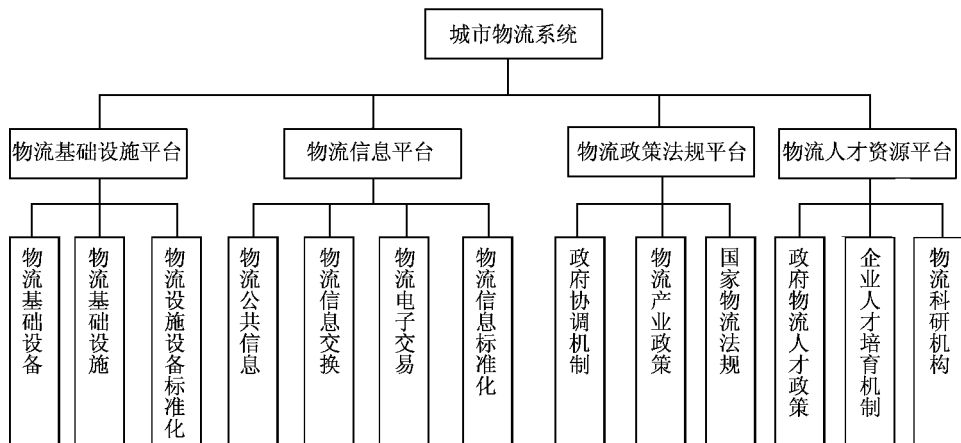 城市物流系统
物流基础设施平台
物流信息平台
物流政策法规平台
物流人才资源平台
物流基础设备
物流基础设施
物流设施设备标准化
物流公共信息
物流信息交换
物流电子交易
物流信息标准化
政府协调机制
物流产业政策
国家物流法规
政府物流人才政策
企业人才培育机制
物流科研机构